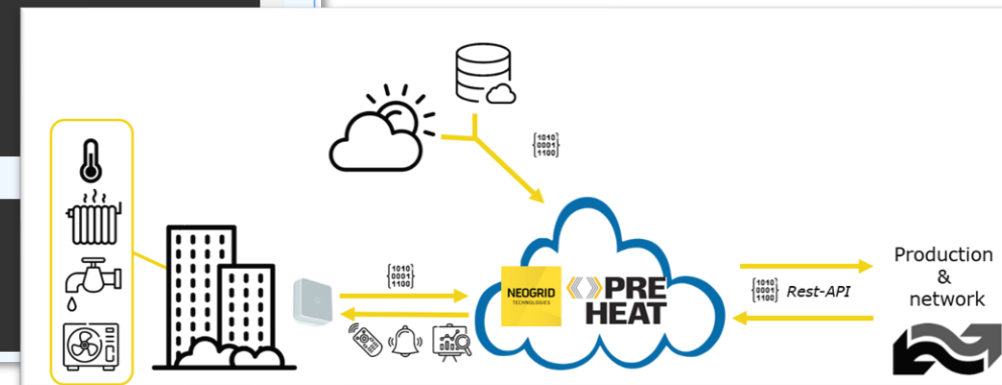 {1010}
{0001}
{1100}
NEOGRID
TECHNOLOGIES
PRE
HEAT
{1010}
{0001}
{1100}
{1010}
{0001}
{1100}
Rest-API
Production
&
network